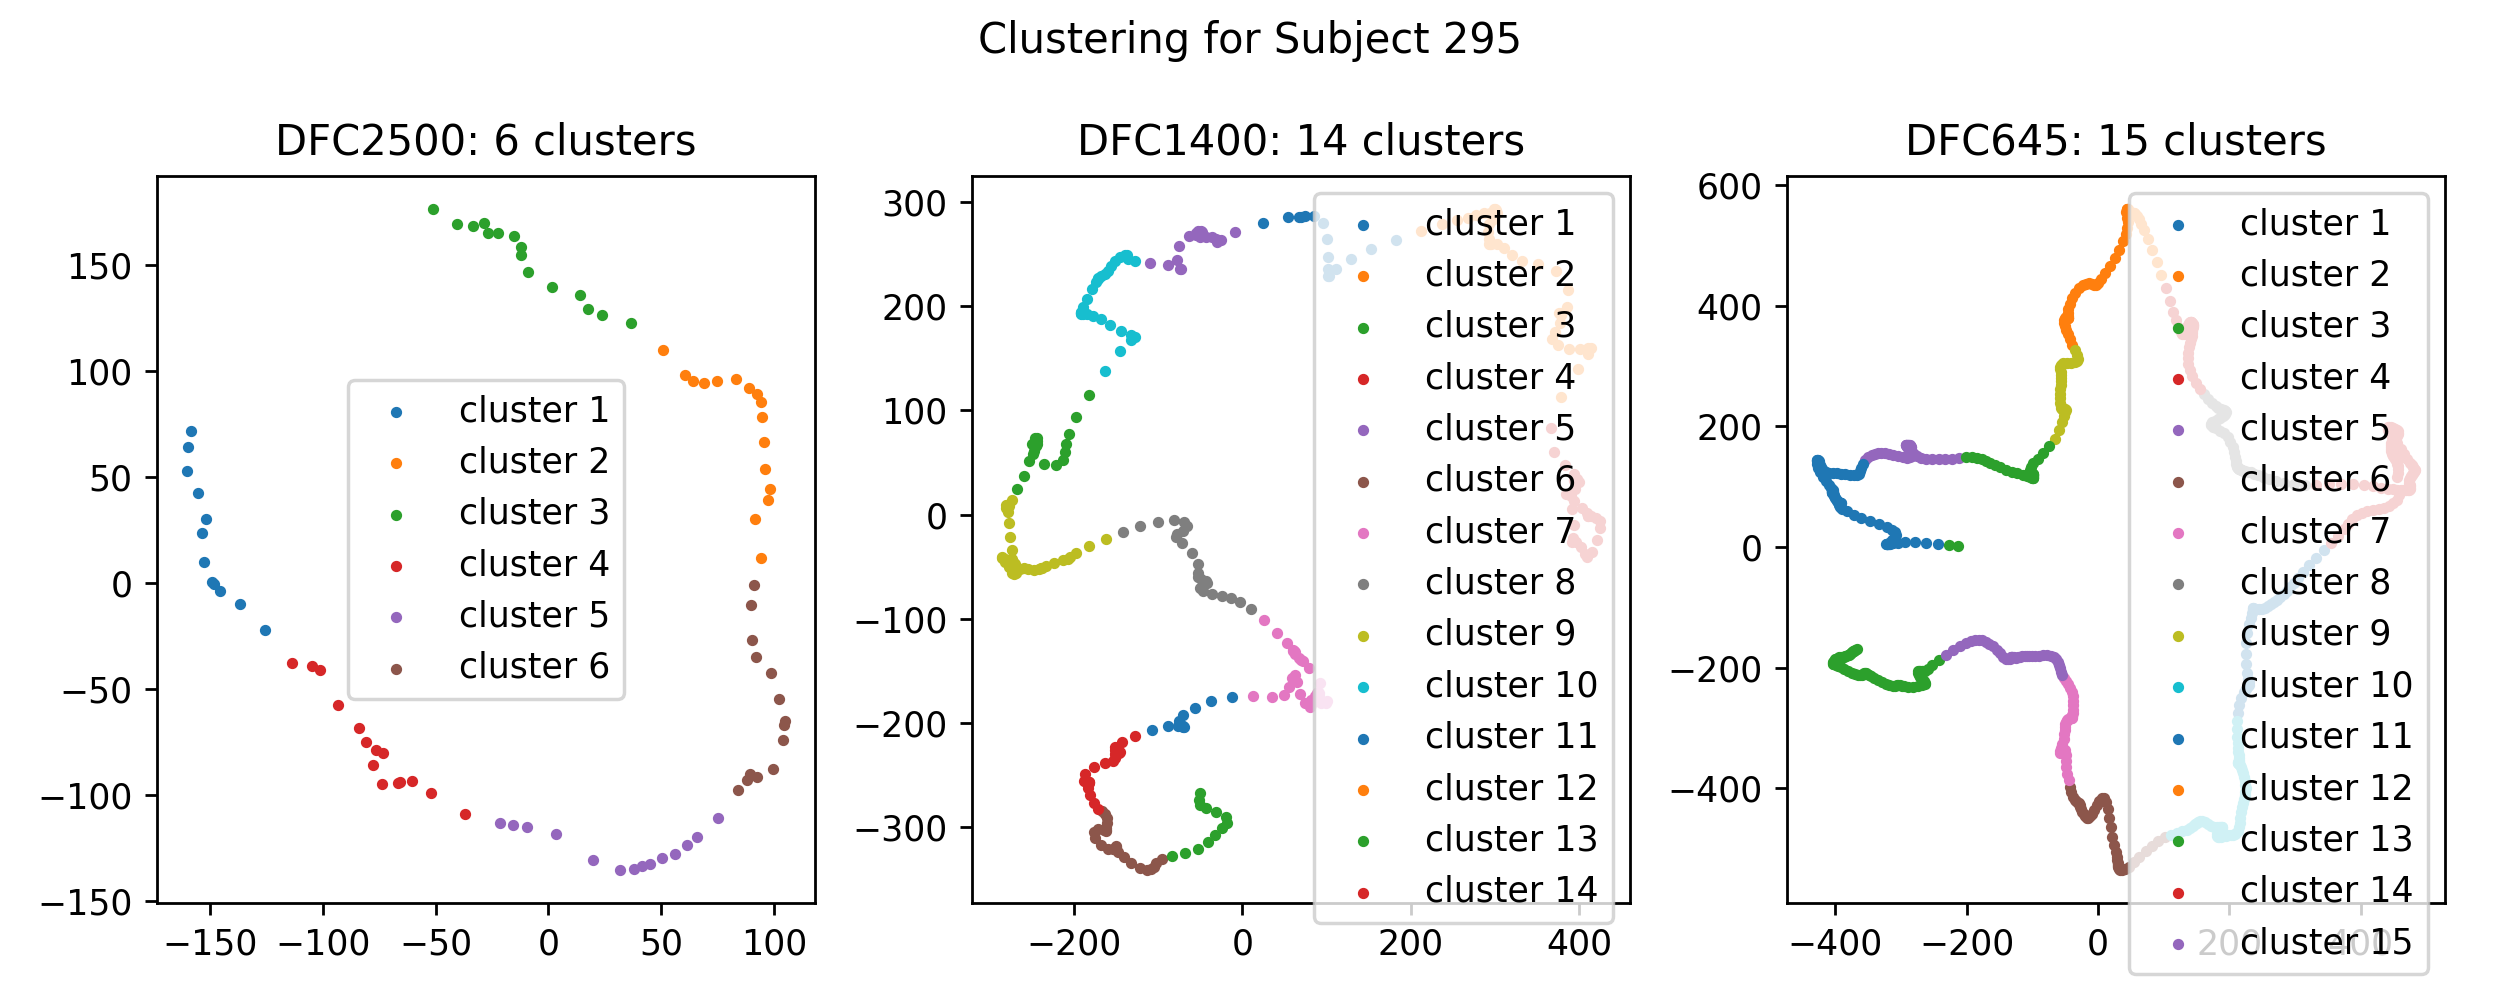 Clustering for Subject 295
DFC2500: 6 clusters
150
100
50
0
−50
−100
−150
−150 −100 −50 0 50 100
cluster 1
cluster 2
cluster 3
cluster 4
cluster 5
cluster 6
DFC1400: 14 clusters
300
200
100
0
−100
−200
−300
−200 0 200 400
cluster 1
cluster 2
cluster 3
cluster 4
cluster 5
cluster 6
cluster 7
cluster 8
cluster 9
cluster 10
cluster 11
cluster 12
cluster 13
cluster 14
DFC645: 15 clusters
600
400
200
0
−200
−400
−400 −200 0 200 400
cluster 1
cluster 2
cluster 3
cluster 4
cluster 5
cluster 6
cluster 7
cluster 8
cluster 9
cluster 10
cluster 11
cluster 12
cluster 13
cluster 14
cluster 15